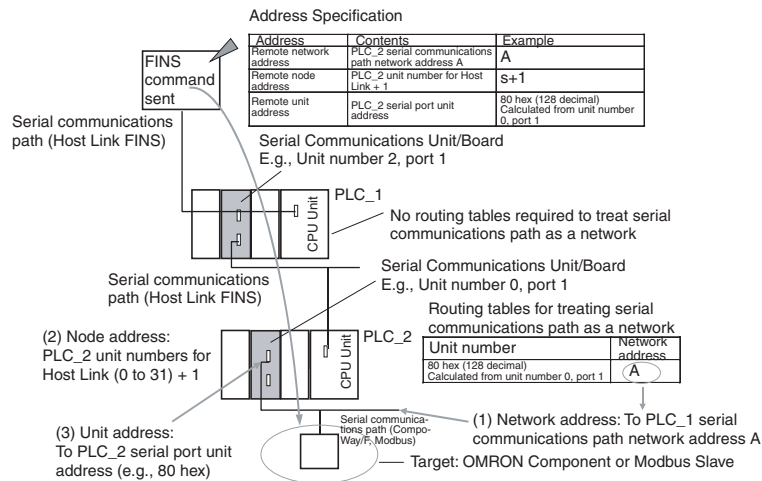 Address Specification
Address Contents Example
Remote network address PLC_2 serial communications path network address A A
Remote node address PLC_2 unit number for Host Link + 1 s+1
Remote unit address PLC_2 serial port unit address 80 hex (128 decimal) Calculated from unit number 0, port 1
FINS
command
sent
Serial communications
path (Host Link FINS)
Serial Communications Unit/Board
E.g., Unit number 2, port 1
PLC_1
CPU Unit
No routing tables required to treat serial
communications path as a network
Serial communications
path (Host Link FINS)
Serial Communications Unit/Board
E.g., Unit number 0, port 1
Routing tables for treating serial
communications path as a network
Unit number Network address
80 hex (128 decimal)
Calculated from unit number 0, port 1 A
(2) Node address:
PLC_2 unit numbers for
Host Link (0 to 31) + 1
PLC_2
CPU Unit
(3) Unit address:
To PLC_2 serial port unit
address (e.g., 80 hex)
Serial communica-
tions path (Compo-
Way/F, Modbus)
(1) Network address: To PLC_1 serial
communications path network address A
Target: OMRON Component or Modbus Slave